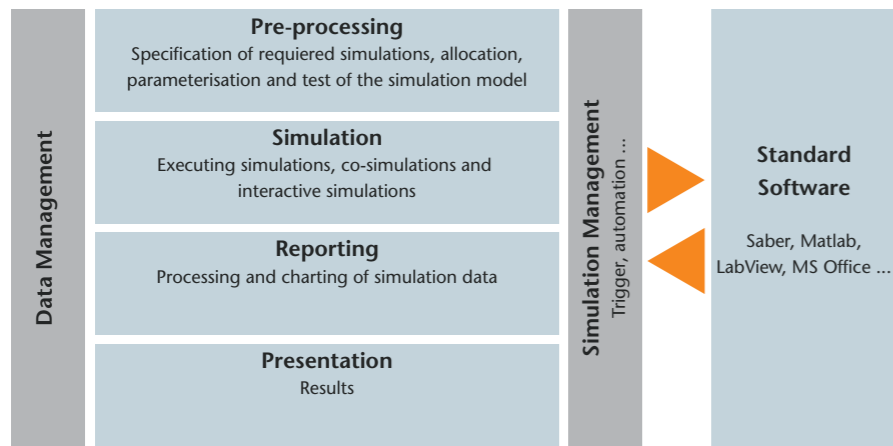 Data Management
Pre-processing
Specification of requiered simulations, allocation,
parameterisation and test of the simulation model
Simulation
Executing simulations, co-simulations and
interactive simulations
Reporting
Processing and charting of simulation data
Presentation
Results
Simulation Management
Trigger, automation ...
Standard
Software
Saber, Matlab,
LabView, MS Office ...